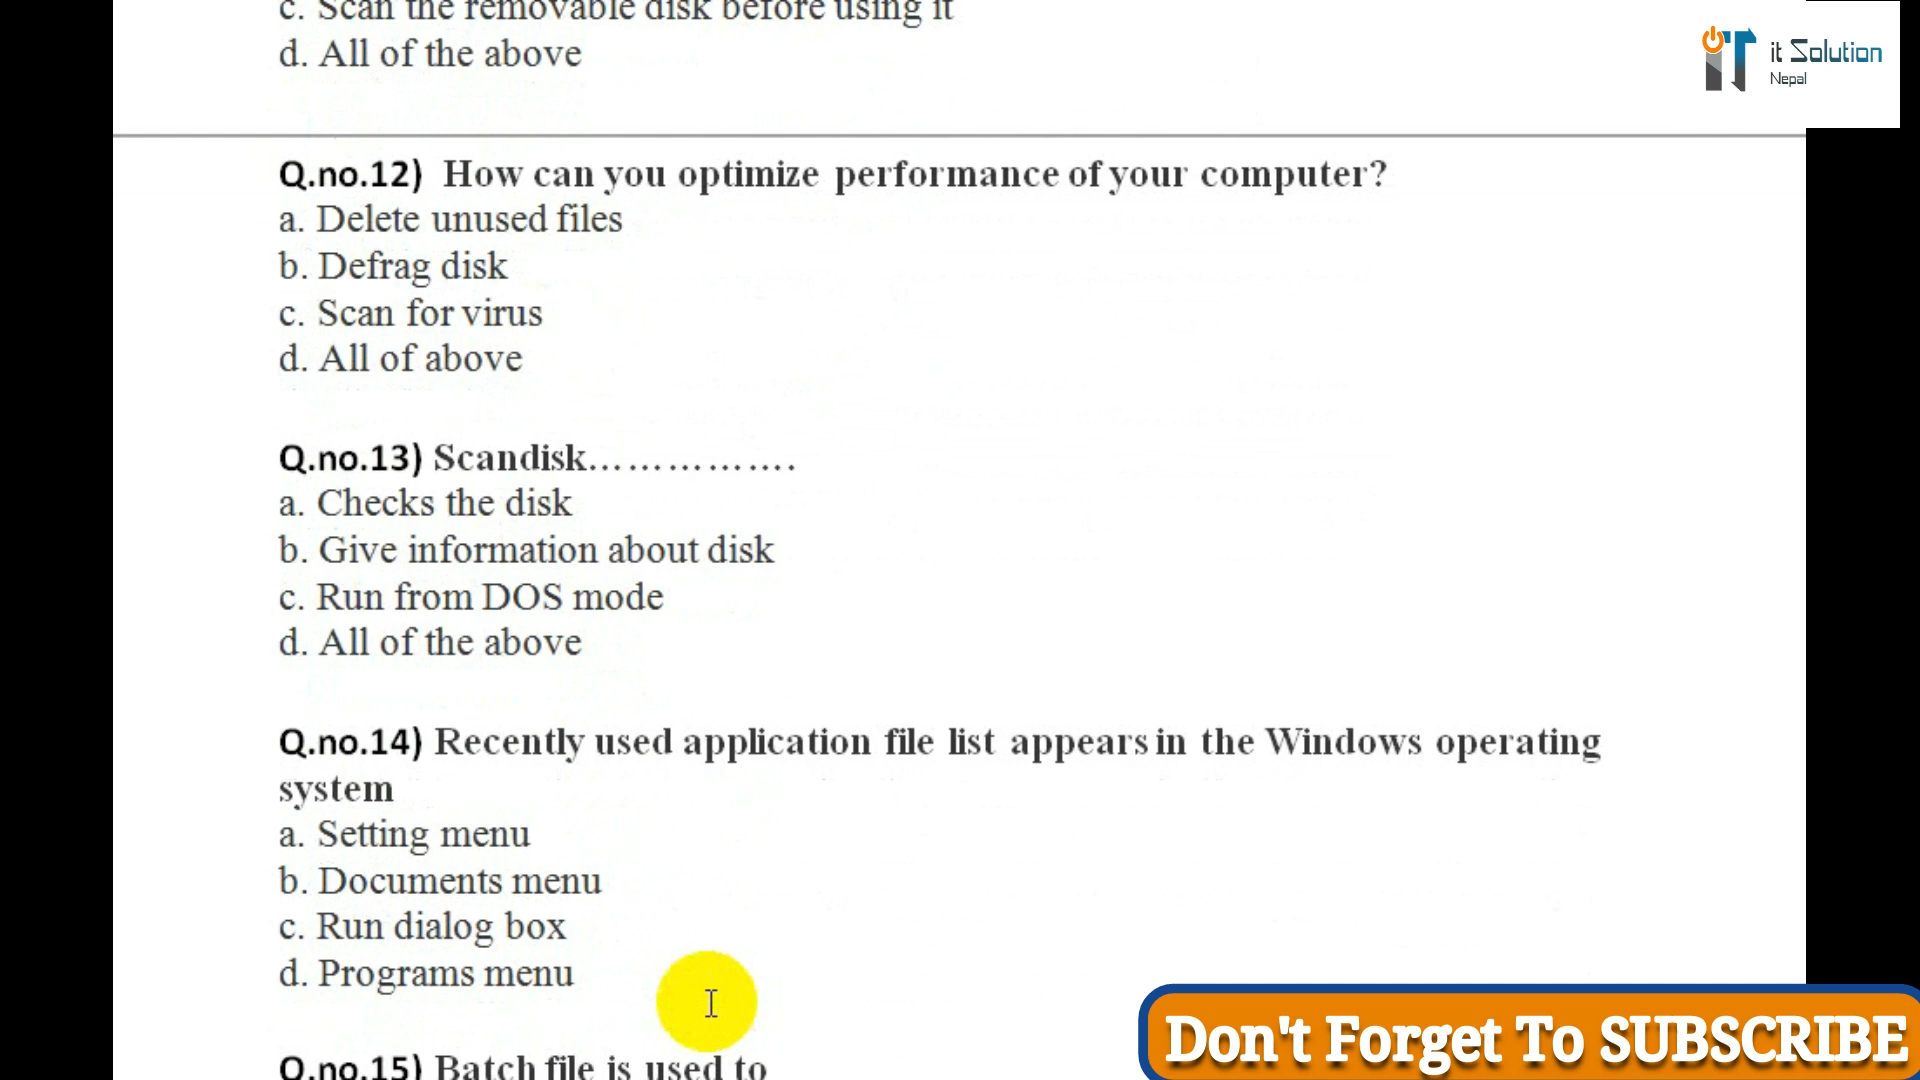 c. Scan the removable disk before using it
d. All of the above
it Solution
Nepal
Q.no.12) How can you optimize performance of your computer?
a. Delete unused files
b. Defrag disk
c. Scan for virus
d. All of above
Q.no.13) Scandisk…………….
a. Checks the disk
b. Give information about disk
c. Run from DOS mode
d. All of the above
Q.no.14) Recently used application file list appears in the Windows operating
system
a. Setting menu
b. Documents menu
c. Run dialog box
d. Programs menu
Q.no.15) Batch file is used to
Don't Forget To SUBSCRIBE